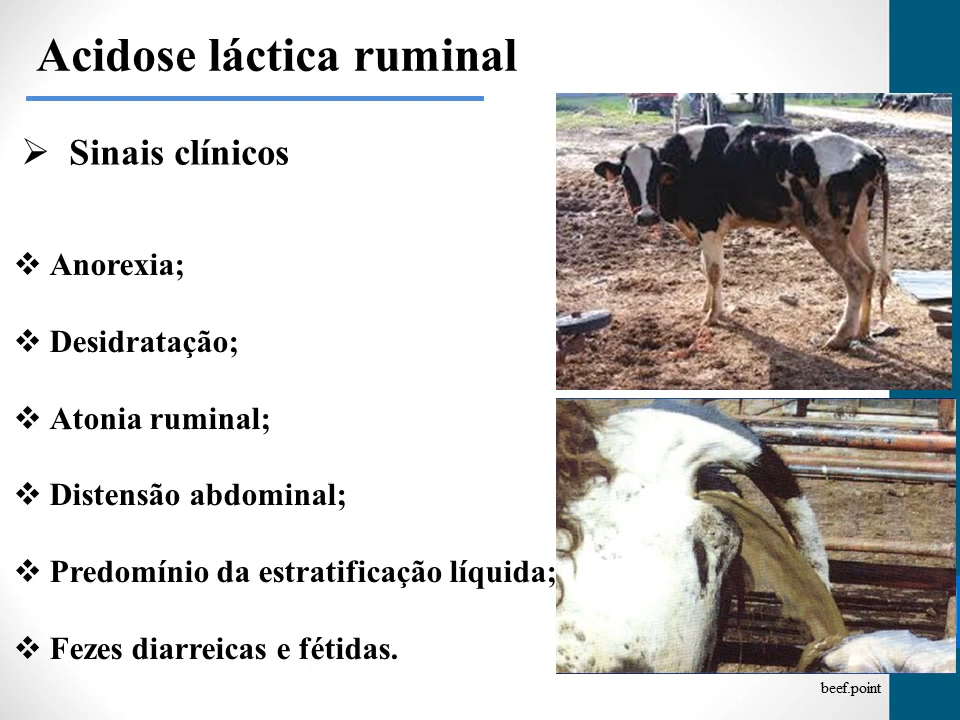 Acidose láctica ruminal
Sinais clínicos
Anorexia;
Desidratação;
Atonia ruminal;
Distensão abdominal;
Predomínio da estratificação líquida;
Fezes diarreicas e fétidas.
beef.point